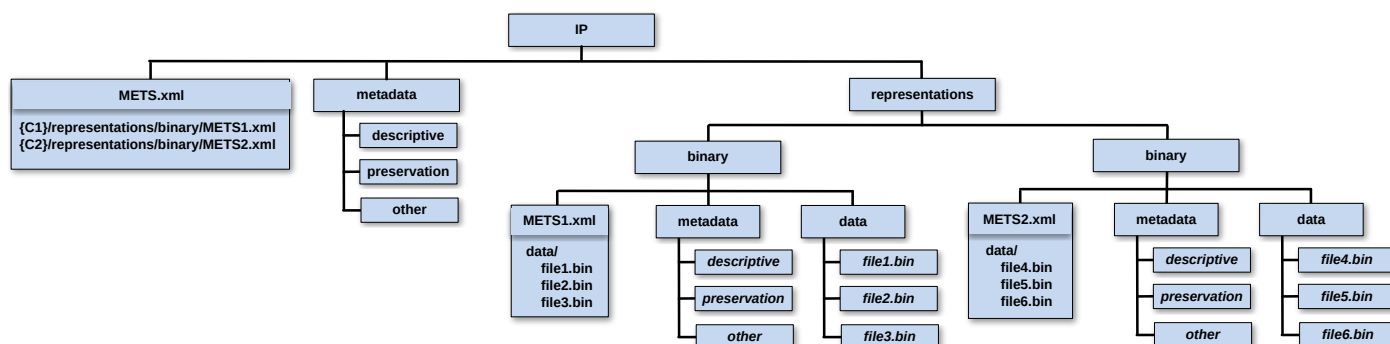 IP
METS.xml
{C1}/representations/binary/METS1.xml
{C2}/representations/binary/METS2.xml
metadata
descriptive
preservation
other
representations
binary
METS1.xml
data/
file1.bin
file2.bin
file3.bin
metadata
descriptive
preservation
other
data
file1.bin
file2.bin
file3.bin
binary
METS2.xml
data/
file4.bin
file5.bin
file6.bin
metadata
descriptive
preservation
other
data
file4.bin
file5.bin
file6.bin